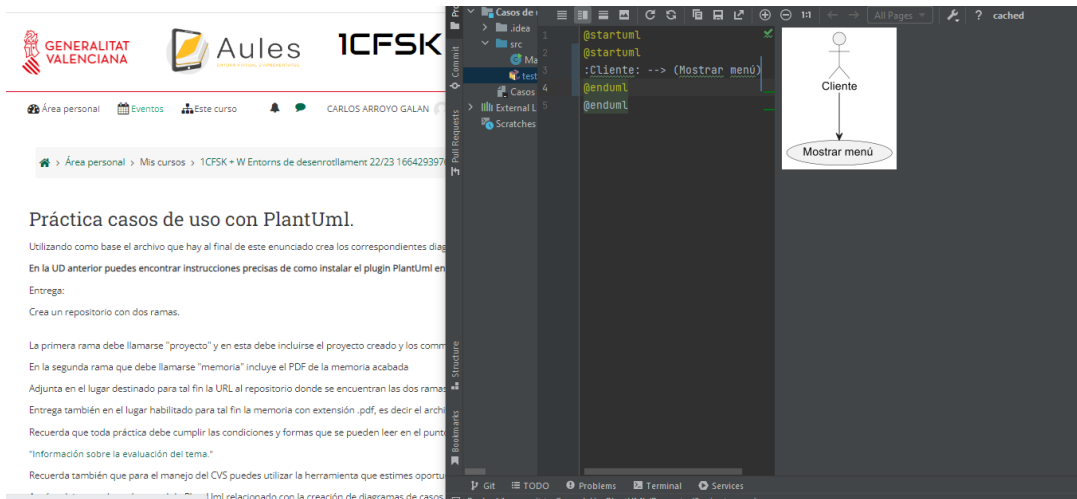 GENERALITAT
VALENCIANA
Aules
1CFSK
Área personal
Eventos
Este curso
CARLOS ARROYO GALAN
Área personal > Mis cursos > 1CFSK + W Entorns de desenrotllament 22/23 1664293970
Práctica casos de uso con PlantUml.
Utilizando como base el archivo que hay al final de este enunciado crea los correspondientes diag
En la UD anterior puedes encontrar instrucciones precisas de como instalar el plugin PlantUml en
Entrega:
Crea un repositorio con dos ramas.
La primera rama debe llamarse "proyecto" y en esta debe incluirse el proyecto creado y los comm
En la segunda rama que debe llamarse "memoria" incluye el PDF de la memoria acabada
Adjunta en el lugar destinado para tal fin la URL al repositorio donde se encuentran las dos ramas
Entrega también en el lugar habilitado para tal fin la memoria con extensión .pdf, es decir el archi
Recuerda que toda práctica debe cumplir las condiciones y formas que se pueden leer en el punto
"Información sobre la evaluación del tema."
Recuerda también que para el manejo del CVS puedes utilizar la herramienta que estimes oportu
Pro
Commit
Pull Requests
Structure
Bookmarks
Casos de
.idea
src
Ma
test
Casos
External L
Scratches
1:1
All Pages
? cached
1 @startuml
2 @startuml
3 :Cliente: --> (Mostrar menú)
4 @enduml
5 @enduml
Cliente
Mostrar menú
Git
TODO
Problems
Terminal
Services